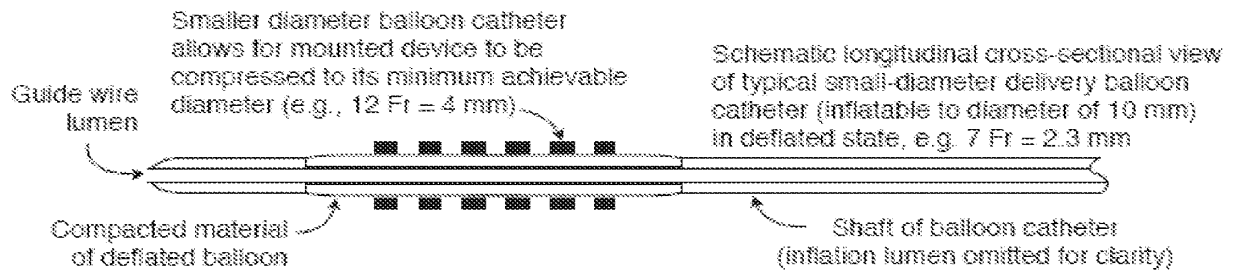 Smaller diameter balloon catheter
allows for mounted device to be
compressed to its minimum achievable
diameter (e.g., 12 Fr = 4 mm)
Schematic longitudinal cross-sectional view
of typical small-diameter delivery balloon
catheter (inflatable to diameter of 10 mm)
in deflated state, e.g. 7 Fr = 2.3 mm
Guide wire
lumen
Compacted material
of deflated balloon
Shaft of balloon catheter
(inflation lumen omitted for clarity)